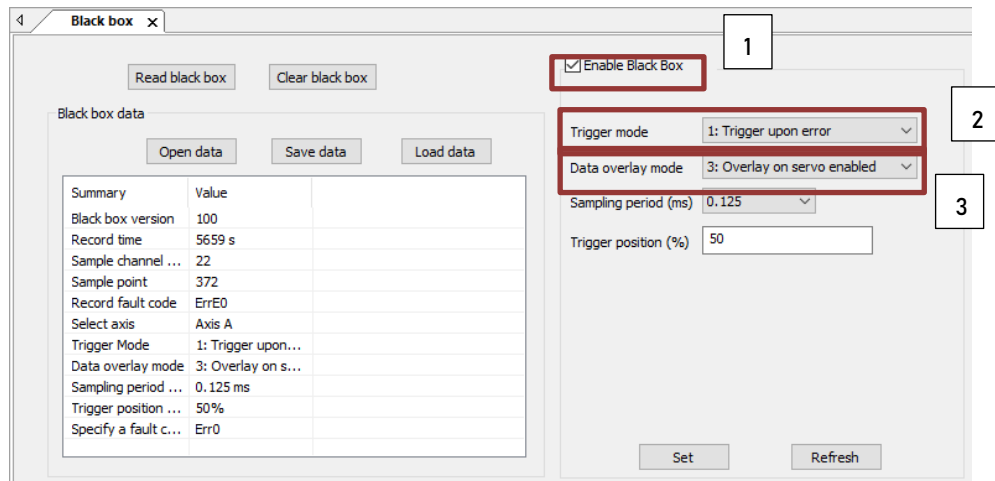 Black box x
1
Read black box Clear black box
Enable Black Box
Black box data
2
Trigger mode 1: Trigger upon error
Open data Save data Load data
Data overlay mode 3: Overlay on servo enabled
3
Sampling period (ms) 0.125
Trigger position (%) 50
Summary Value
Black box version 100
Record time 5659 s
Sample channel ... 22
Sample point 372
Record fault code ErrE0
Select axis Axis A
Trigger Mode 1: Trigger upon...
Data overlay mode 3: Overlay on s...
Sampling period ... 0.125 ms
Trigger position ... 50%
Specify a fault c... Err0
Set Refresh